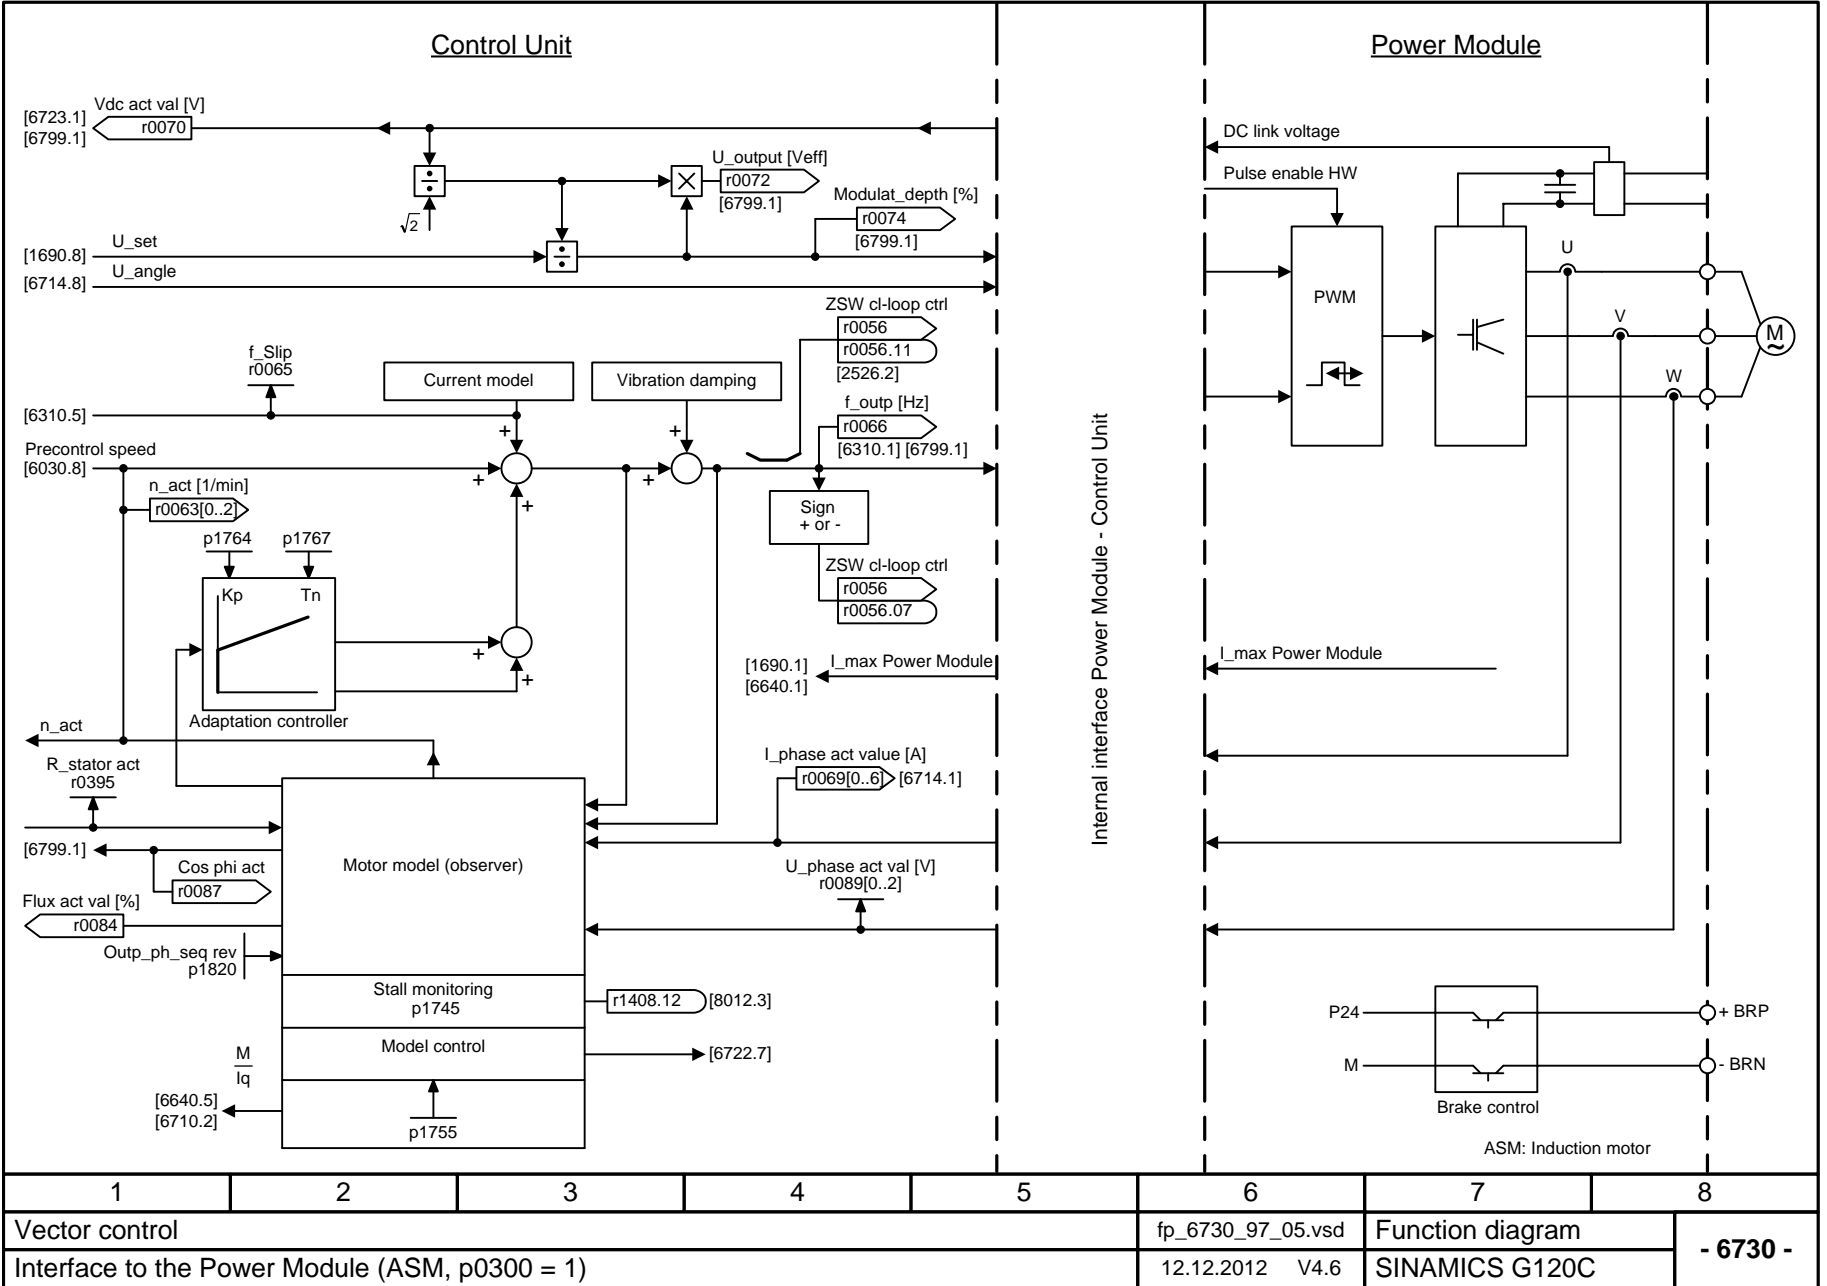 Control Unit
Power Module
Vdc act val [V]
[6723.1]
[6799.1]
r0070
U_output [Veff]
r0072
[6799.1]
√2
Modulat_depth [%]
r0074
[6799.1]
U_set
[1690.8]
U_angle
[6714.8]
ZSW cl-loop ctrl
r0056
r0056.11
[2526.2]
f_Slip
r0065
Current model
Vibration damping
[6310.5]
f_outp [Hz]
r0066
[6310.1] [6799.1]
+
+
Precontrol speed
[6030.8]
+
+
+
n_act [1/min]
r0063[0..2]
Sign
+ or -
p1764
p1767
ZSW cl-loop ctrl
r0056
r0056.07
Kp
Tn
+
+
Adaptation controller
[1690.1]
[6640.1]
I_max Power Module
n_act
R_stator act
r0395
I_phase act value [A]
r0069[0..6]
[6714.1]
[6799.1]
Cos phi act
r0087
Motor model (observer)
U_phase act val [V]
r0089[0..2]
Flux act val [%]
r0084
Outp_ph_seq rev
p1820
Stall monitoring
p1745
r1408.12
[8012.3]
Model control
[6722.7]
M
Iq
[6640.5]
[6710.2]
p1755
Internal interface Power Module - Control Unit
DC link voltage
Pulse enable HW
PWM
U
V
W
M
~
I_max Power Module
P24
M
+ BRP
- BRN
Brake control
ASM: Induction motor
1 2 3 4 5 6 7 8
Vector control
fp_6730_97_05.vsd
Function diagram
- 6730 -
Interface to the Power Module (ASM, p0300 = 1)
12.12.2012 V4.6
SINAMICS G120C